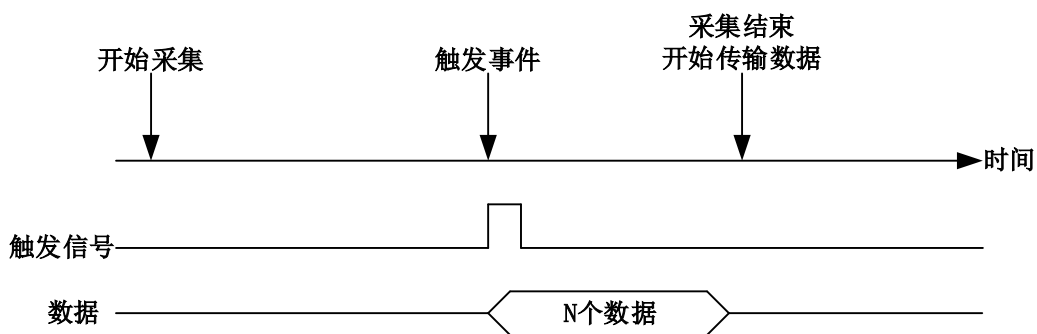 开始采集
触发事件
采集结束
开始传输数据
时间
触发信号
数据
N个数据